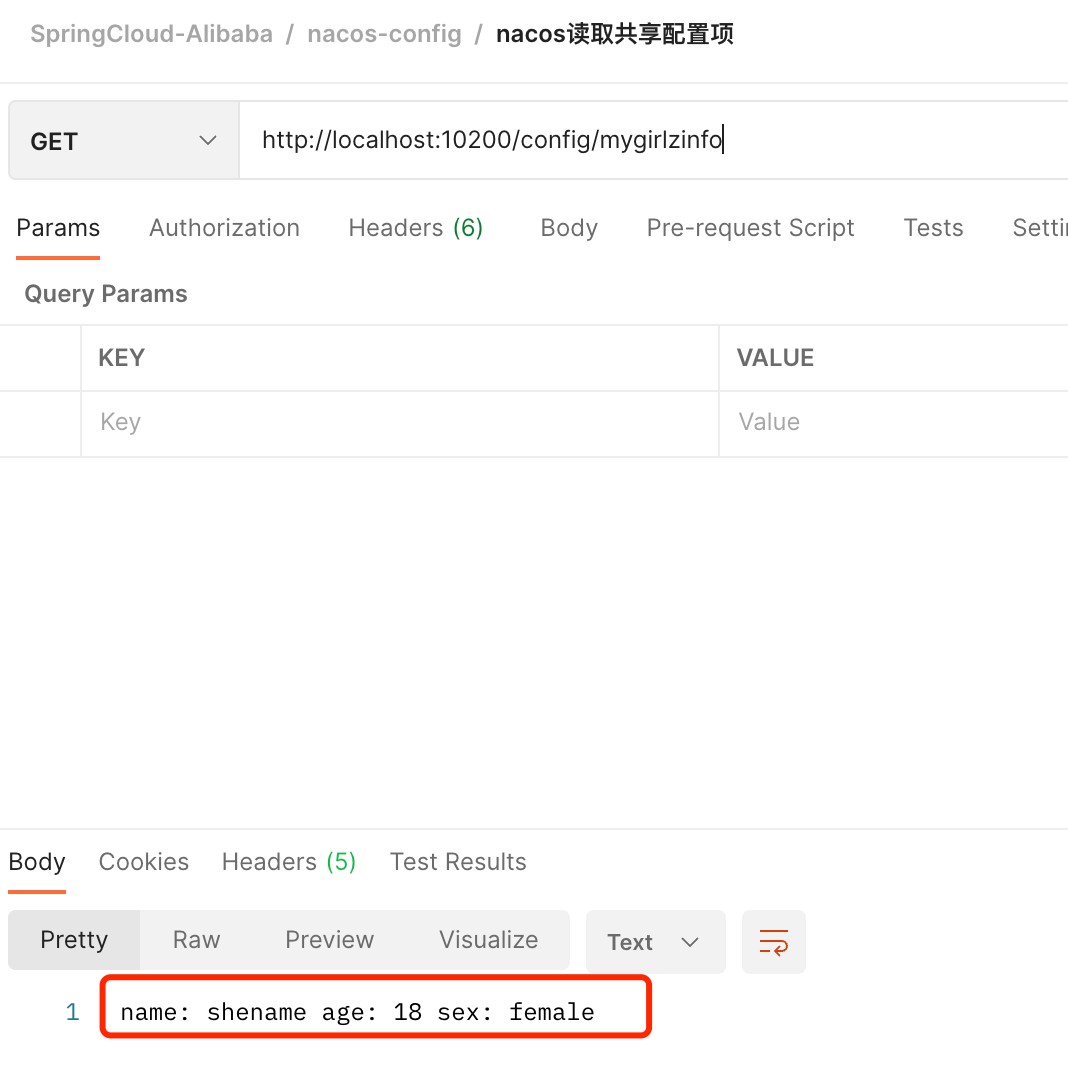 SpringCloud-Alibaba / nacos-config / nacos读取共享配置项
GET http://localhost:10200/config/mygirlzinfo
Params Authorization Headers (6) Body Pre-request Script Tests Setti
Query Params
KEY VALUE
Key Value
Body Cookies Headers (5) Test Results
Pretty Raw Preview Visualize Text
1 name: shename age: 18 sex: female